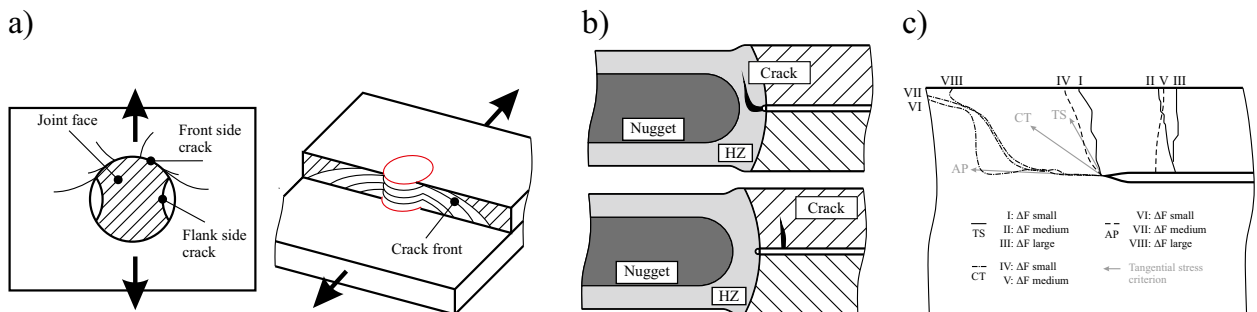 a)
Joint face
Front side
crack
Flank side
crack
Crack front
b)
Crack
Nugget
HZ
Crack
Nugget
HZ
c)
VIII
IV I
II V III
VII
VI
CT
TS
AP
TS
I: ΔF small
II: ΔF medium
III: ΔF large
CT
IV: ΔF small
V: ΔF medium
AP
VI: ΔF small
VII: ΔF medium
VIII: ΔF large
Tangential stress
criterion